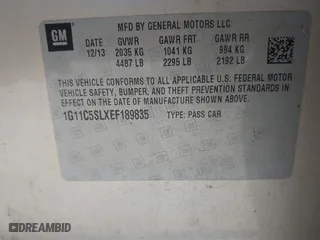 GM
MFD BY GENERAL MOTORS LLC
DATE GVWR GAWR FRT GAWR RR
12/13 2035 KG 1041 KG 994 KG
4487 LB 2295 LB 2192 LB
THIS VEHICLE CONFORMS TO ALL APPLICABLE U.S. FEDERAL MOTOR
VEHICLE SAFETY, BUMPER, AND THEFT PREVENTION STANDARDS IN
EFFECT ON THE DATE OF MANUFACTURE SHOWN ABOVE.
1G11C5SLXEF189835 TYPE: PASS CAR
DREAMBID